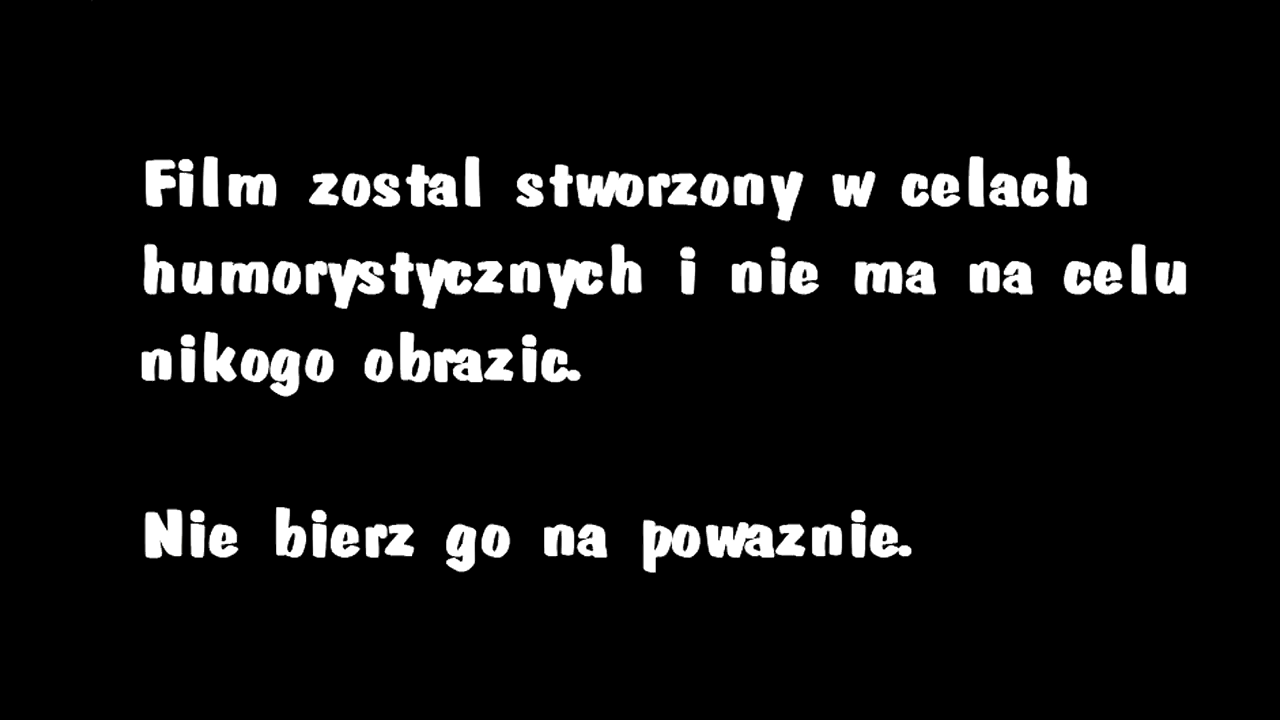 Film zostal stworzony w celach
humorystycznych i nie ma na celu
nikogo obrazic.
Nie bierz go na powaznie.